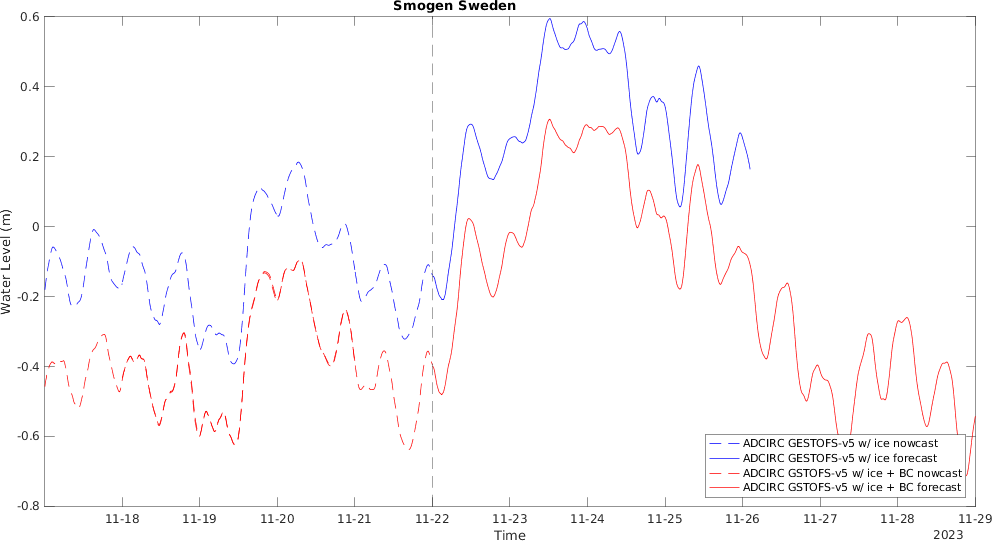 Smogen Sweden
0.6
0.4
0.2
0
-0.2
-0.4
-0.6
-0.8
Water Level (m)
ADCIRC GESTOFS-v5 w/ ice nowcast
ADCIRC GESTOFS-v5 w/ ice forecast
ADCIRC GSTOFS-v5 w/ ice + BC nowcast
ADCIRC GSTOFS-v5 w/ ice + BC forecast
11-18 11-19 11-20 11-21 11-22 11-23 11-24 11-25 11-26 11-27 11-28 11-29
Time
2023